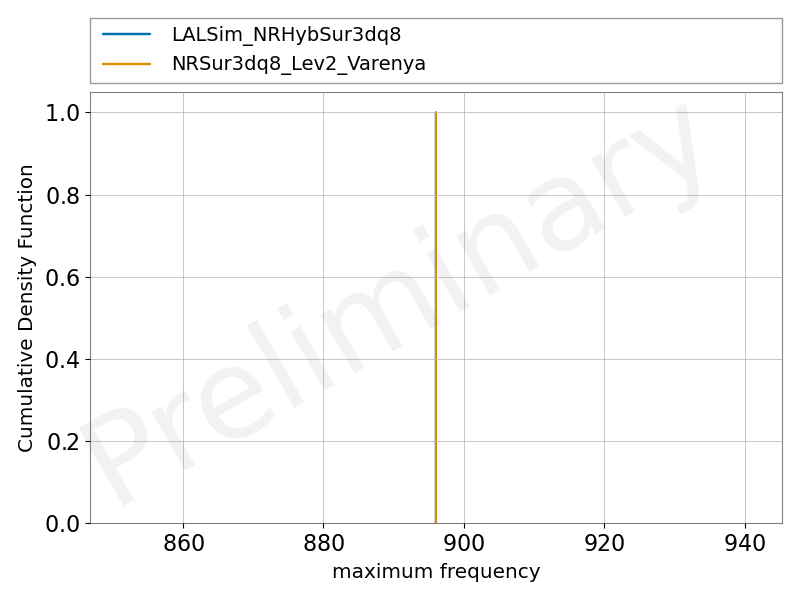 LALSim_NRHybSur3dq8
NRSur3dq8_Lev2_Varenya
1.0
0.8
0.6
0.4
0.2
0.0
Cumulative Density Function
Preliminary
860 880 900 920 940
maximum frequency